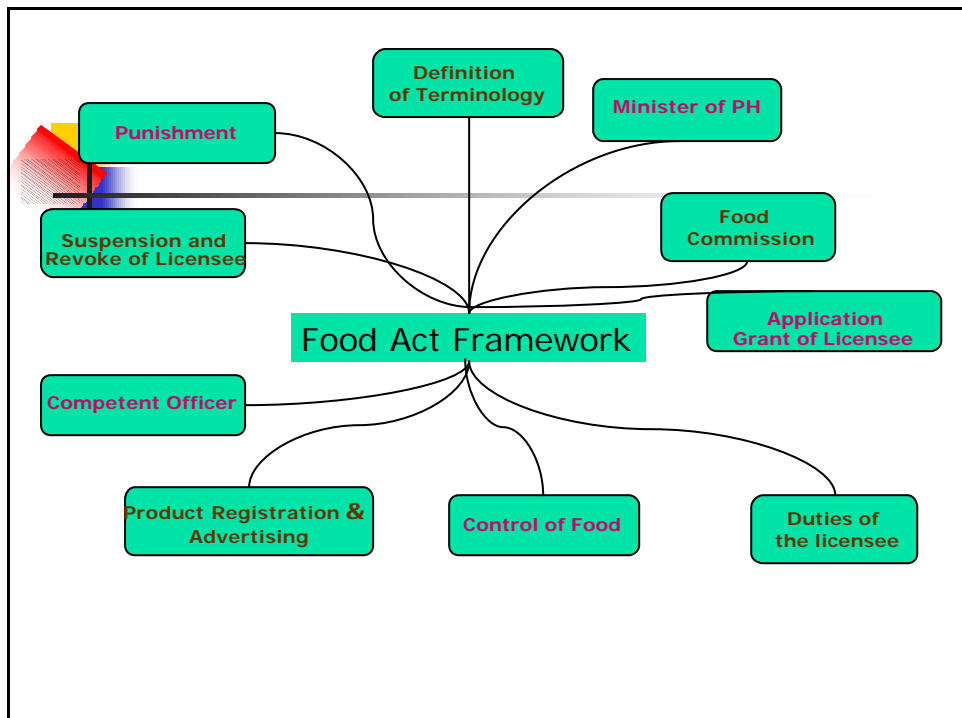 Definition
of Terminology
Minister of PH
Punishment
Food
Commission
Suspension and
Revoke of Licensee
Application
Grant of Licensee
Food Act Framework
Competent Officer
Product Registration &
Advertising
Control of Food
Duties of
the licensee